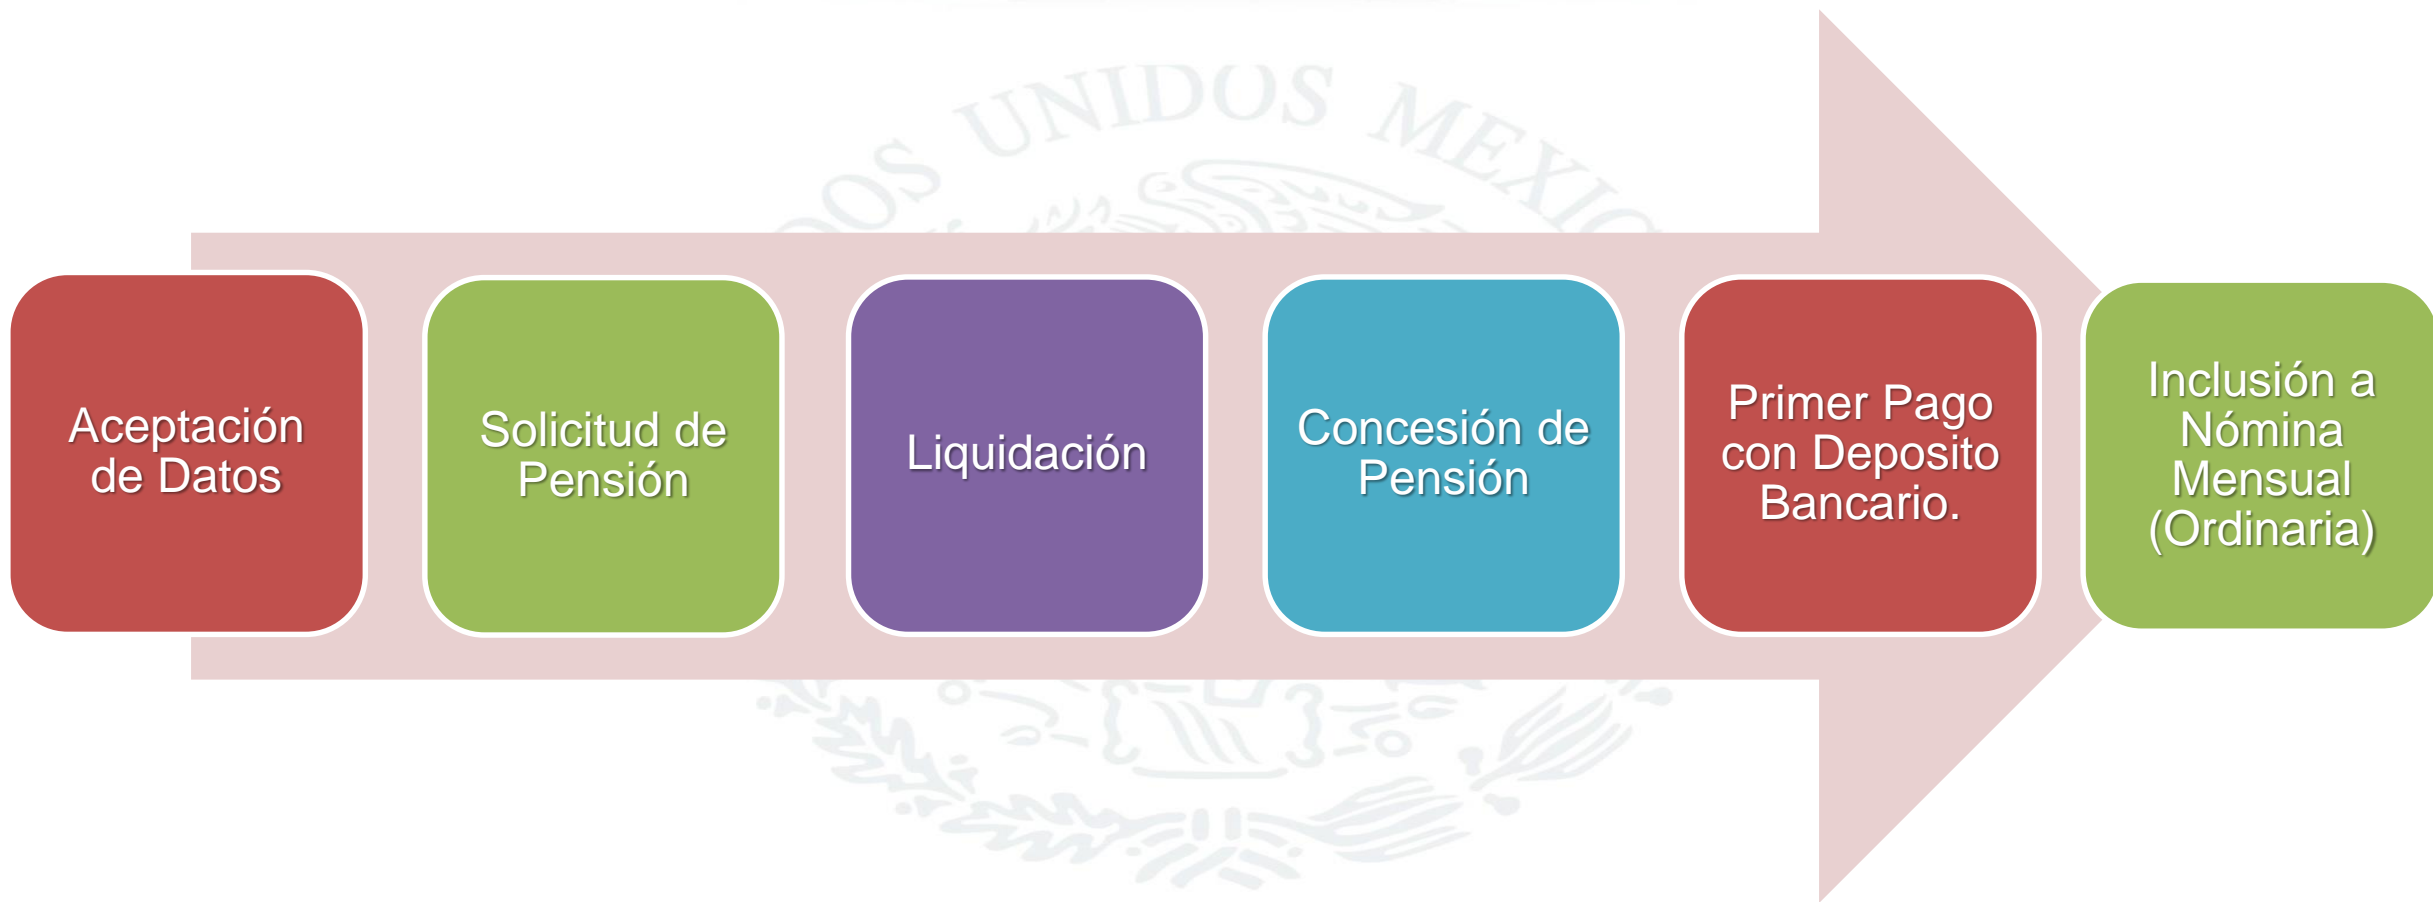 DOS UNIDOS MEXIC
Aceptación
de Datos
Solicitud de
Pensión
Liquidación
Concesión de
Pensión
Primer Pago
con Deposito
Bancario.
Inclusión a
Nómina
Mensual
(Ordinaria)